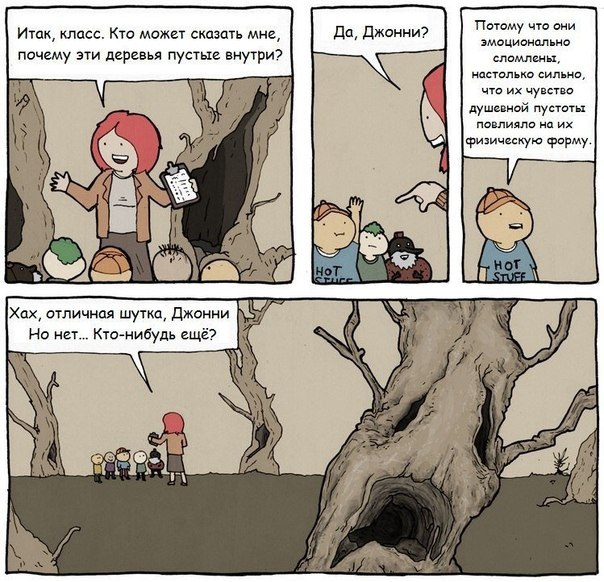 Итак, класс. Кто может сказать мне,
почему эти деревья пустые внутри?
Да, Джонни?
HOT
STUFF
Потому что они
эмоционально
сломлены,
настолько сильно,
что их чувство
душевной пустоты
повлияло на их
физическую форму.
HOT
STUFF
Хах, отличная шутка, Джонни
Но нет... Кто-нибудь ещё?